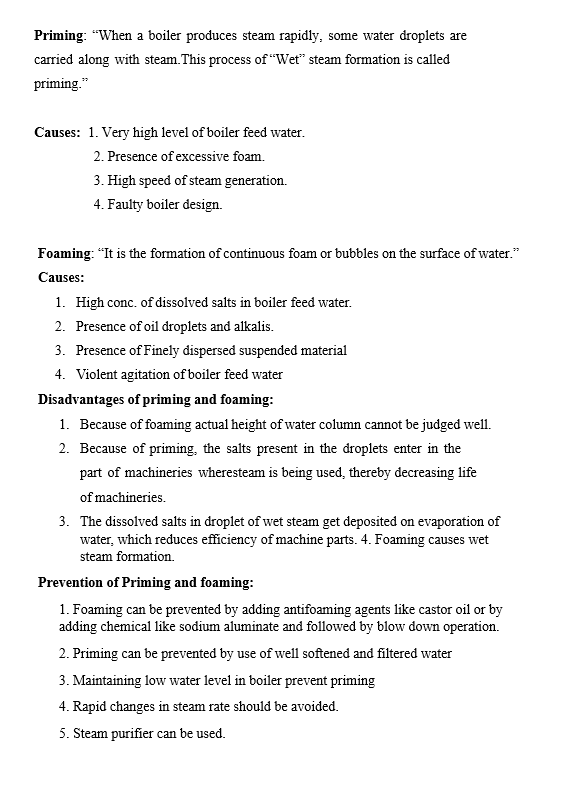 Priming: “When a boiler produces steam rapidly, some water droplets are
carried along with steam.This process of “Wet” steam formation is called
priming.”
Causes: 1. Very high level of boiler feed water.
2. Presence of excessive foam.
3. High speed of steam generation.
4. Faulty boiler design.
Foaming: “It is the formation of continuous foam or bubbles on the surface of water.”
Causes:
1. High conc. of dissolved salts in boiler feed water.
2. Presence of oil droplets and alkalis.
3. Presence of Finely dispersed suspended material
4. Violent agitation of boiler feed water
Disadvantages of priming and foaming:
1. Because of foaming actual height of water column cannot be judged well.
2. Because of priming, the salts present in the droplets enter in the
part of machineries wheresteam is being used, thereby decreasing life
of machineries.
3. The dissolved salts in droplet of wet steam get deposited on evaporation of
water, which reduces efficiency of machine parts. 4. Foaming causes wet
steam formation.
Prevention of Priming and foaming:
1. Foaming can be prevented by adding antifoaming agents like castor oil or by
adding chemical like sodium aluminate and followed by blow down operation.
2. Priming can be prevented by use of well softened and filtered water
3. Maintaining low water level in boiler prevent priming
4. Rapid changes in steam rate should be avoided.
5. Steam purifier can be used.